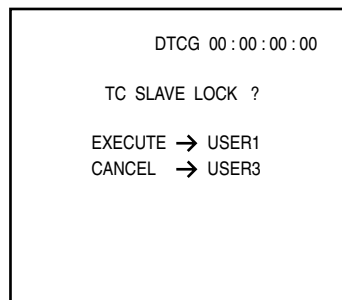 DTCG 00 : 00 : 00 : 00
TC SLAVE LOCK ?
EXECUTE → USER1
CANCEL → USER3